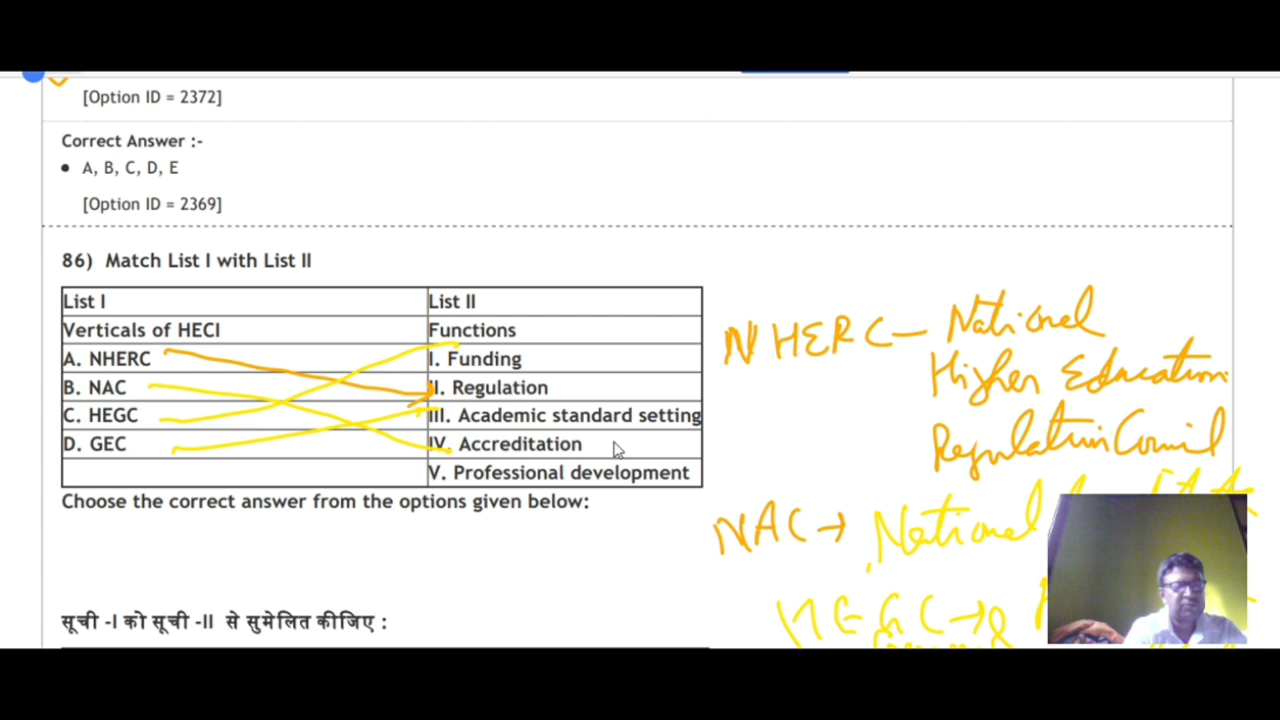 [Option ID = 2372]
Correct Answer :-
• A, B, C, D, E
[Option ID = 2369]
86) Match List I with List II
List I List II
Verticals of HECI Functions
A. NHERC I. Funding
B. NAC II. Regulation
C. HEGC III. Academic standard setting
D. GEC IV. Accreditation
V. Professional development
Choose the correct answer from the options given below:
सूची -I को सूची -II से सुमेलित कीजिए :
NHERC – National
Higher Education
Regulation Council
NAC → National
HEGC →